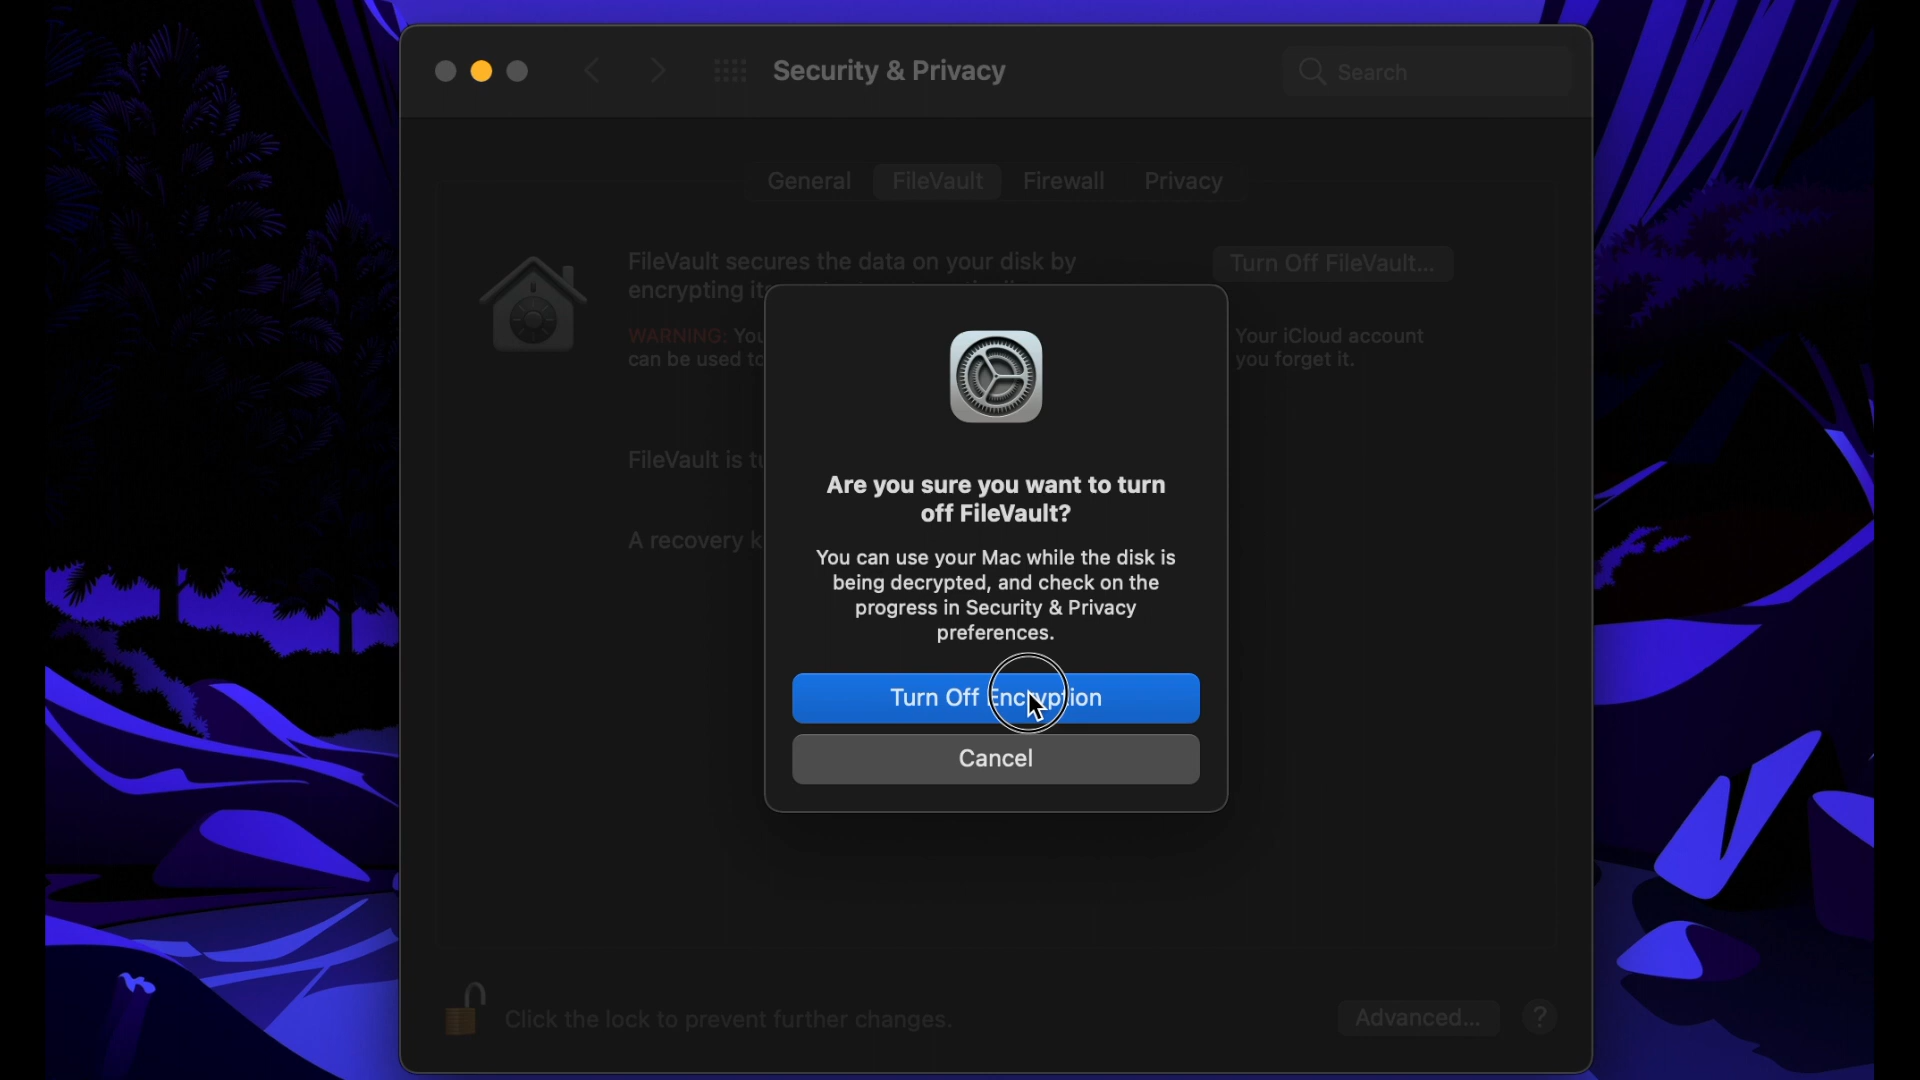 Security & Privacy
Search
General
FileVault
Firewall
Privacy
FileVault secures the data on your disk by
encrypting its
Turn Off FileVault...
WARNING: You
can be used to
Your iCloud account
you forget it.
FileVault is tu
A recovery k
Are you sure you want to turn
off FileVault?
You can use your Mac while the disk is
being decrypted, and check on the
progress in Security & Privacy
preferences.
Turn Off Encryption
Cancel
Click the lock to prevent further changes.
Advanced...
?